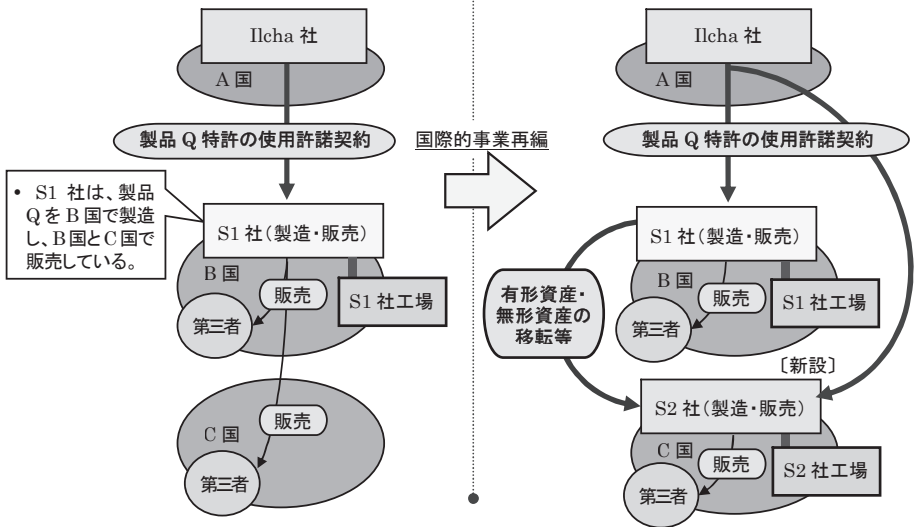 Ilcha 社
A 国
製品 Q 特許の使用許諾契約
• S1 社は、製品
Q を B 国で製造
し、B 国と C 国で
販売している。
S1 社(製造・販売)
B 国
販売
S1 社工場
第三者
C 国
販売
第三者
国際的事業再編
Ilcha 社
A 国
製品 Q 特許の使用許諾契約
S1 社(製造・販売)
B 国
販売
S1 社工場
第三者
有形資産・
無形資産の
移転等
〔新設〕
S2 社(製造・販売)
C 国
販売
S2 社工場
第三者